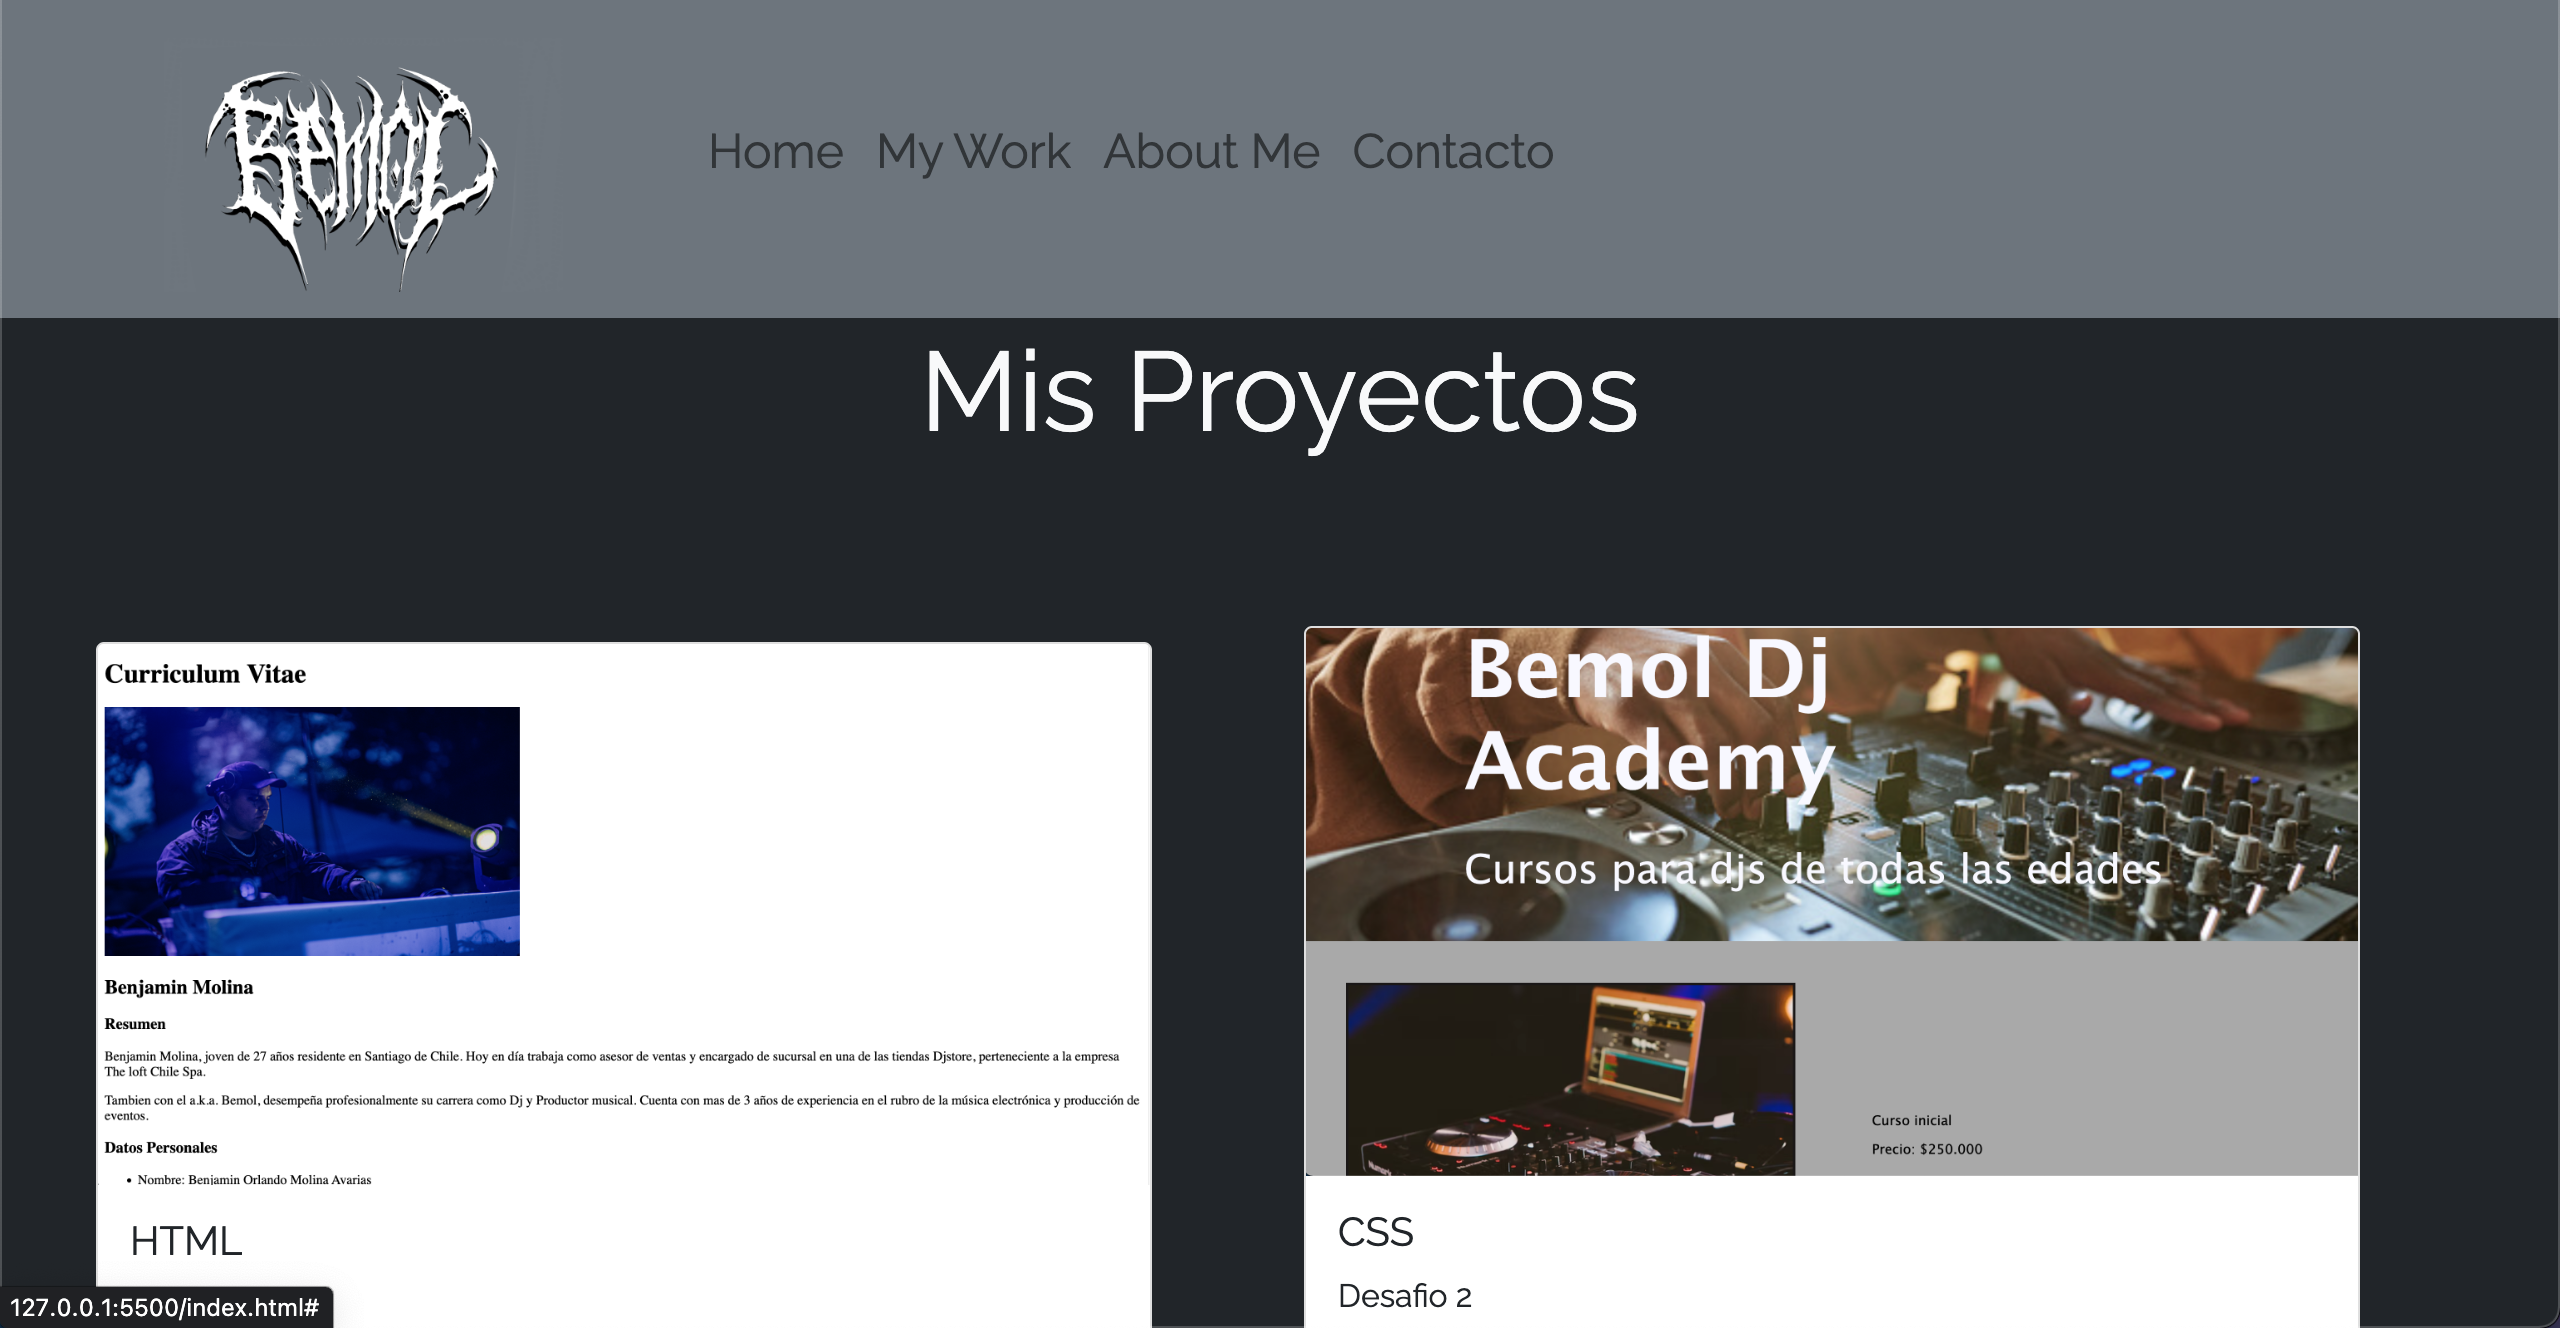 Bemol
Home My Work About Me Contacto
Mis Proyectos
Curriculum Vitae
Benjamin Molina
Resumen
Benjamin Molina, joven de 27 años residente en Santiago de Chile. Hoy en día trabaja como asesor de ventas y encargado de sucursal en una de las tiendas Djstore, perteneciente a la empresa
The loft Chile Spa.
Tambien con el a.k.a. Bemol, desempeña profesionalmente su carrera como Dj y Productor musical. Cuenta con mas de 3 años de experiencia en el rubro de la música electrónica y producción de
eventos.
Datos Personales
• Nombre: Benjamin Orlando Molina Avarias
HTML
Bemol Dj
Academy
Cursos para djs de todas las edades
Curso inicial
Precio: $250.000
CSS
Desafio 2
127.0.0.1:5500/index.html#